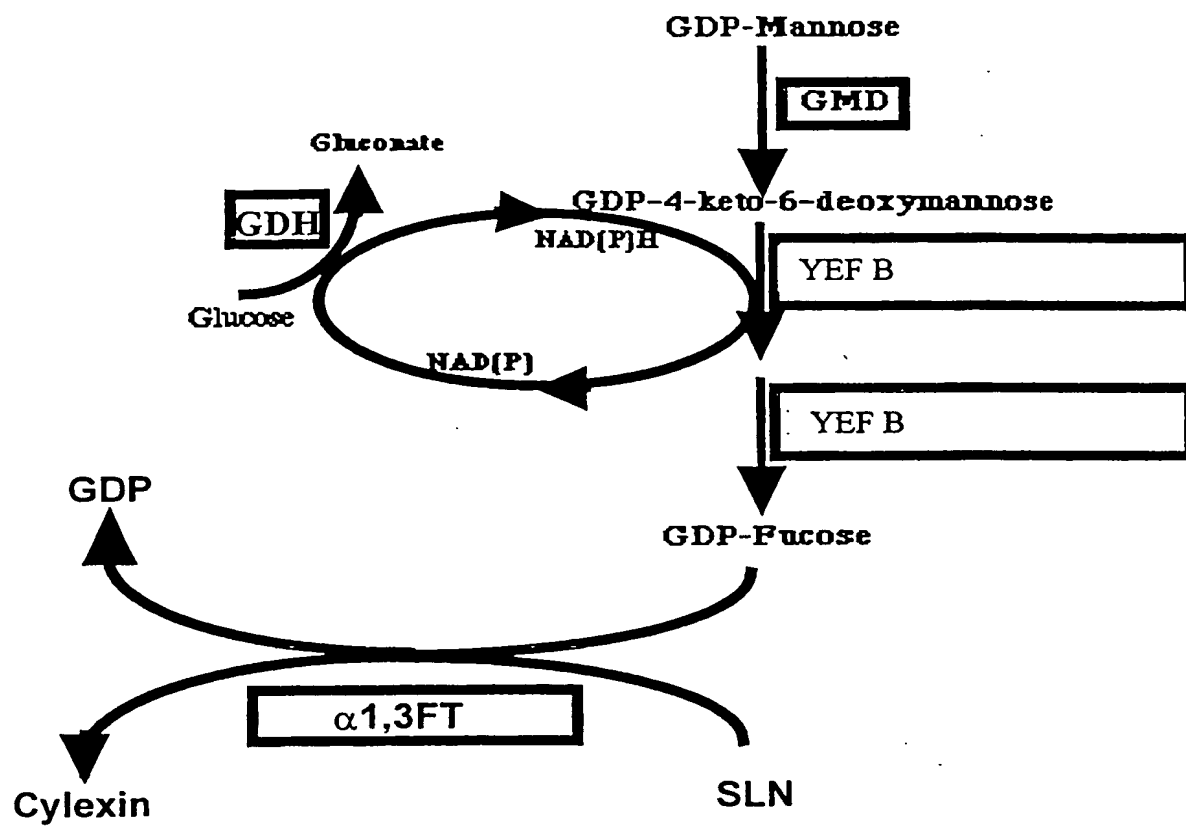 GDP-Mannose
GMD
Gluconate
GDH
GDP-4-keto-6-deoxymannose
NAD(P)H
YEF B
Glucose
NAD(P)
YEF B
GDP
GDP-Fucose
α1,3FT
SLN
Cylexin